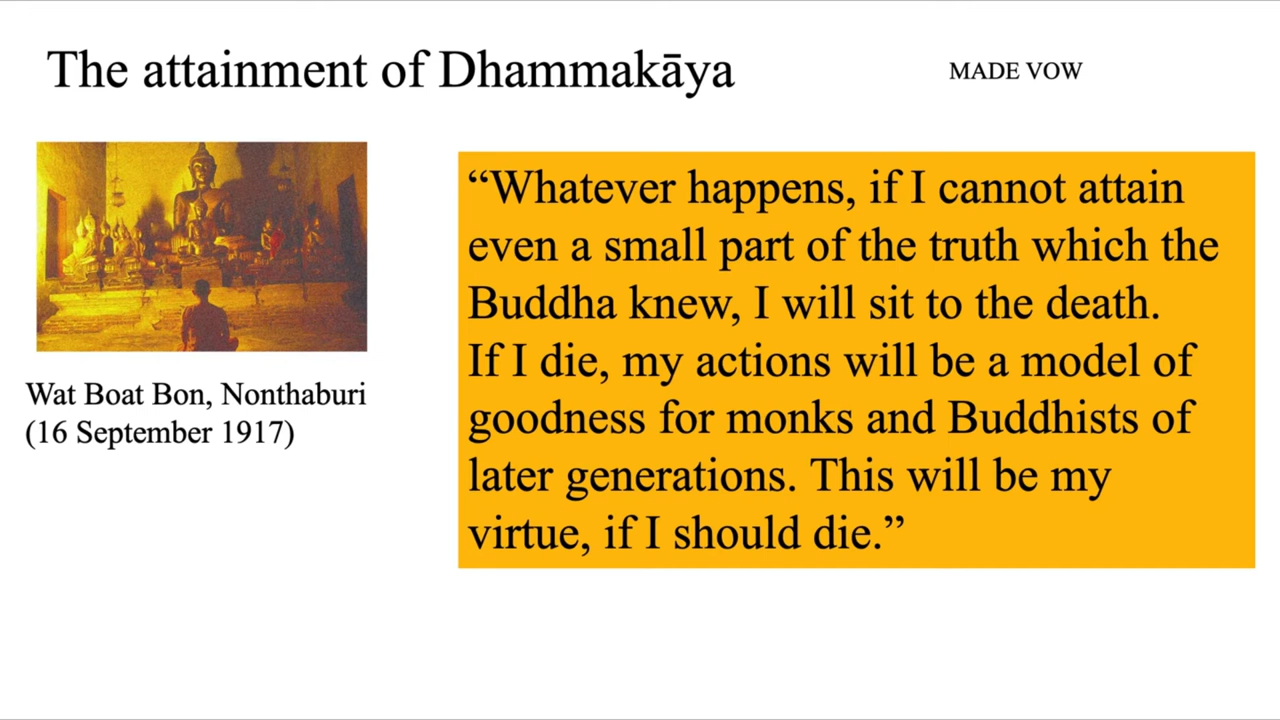 The attainment of Dhammakāya
MADE VOW
“Whatever happens, if I cannot attain
even a small part of the truth which the
Buddha knew, I will sit to the death.
If I die, my actions will be a model of
goodness for monks and Buddhists of
later generations. This will be my
virtue, if I should die.”
Wat Boat Bon, Nonthaburi
(16 September 1917)